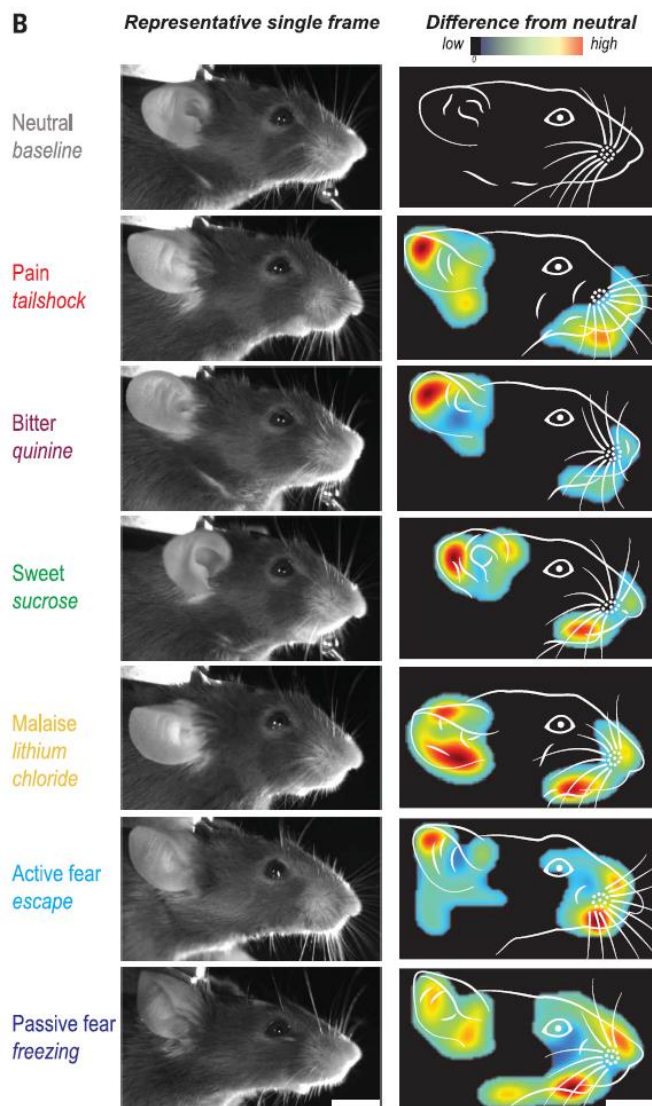 B
Representative single frame
Difference from neutral
low
high
0
Neutral
baseline
Pain
tailshock
Bitter
quinine
Sweet
sucrose
Malaise
lithium
chloride
Active fear
escape
Passive fear
freezing